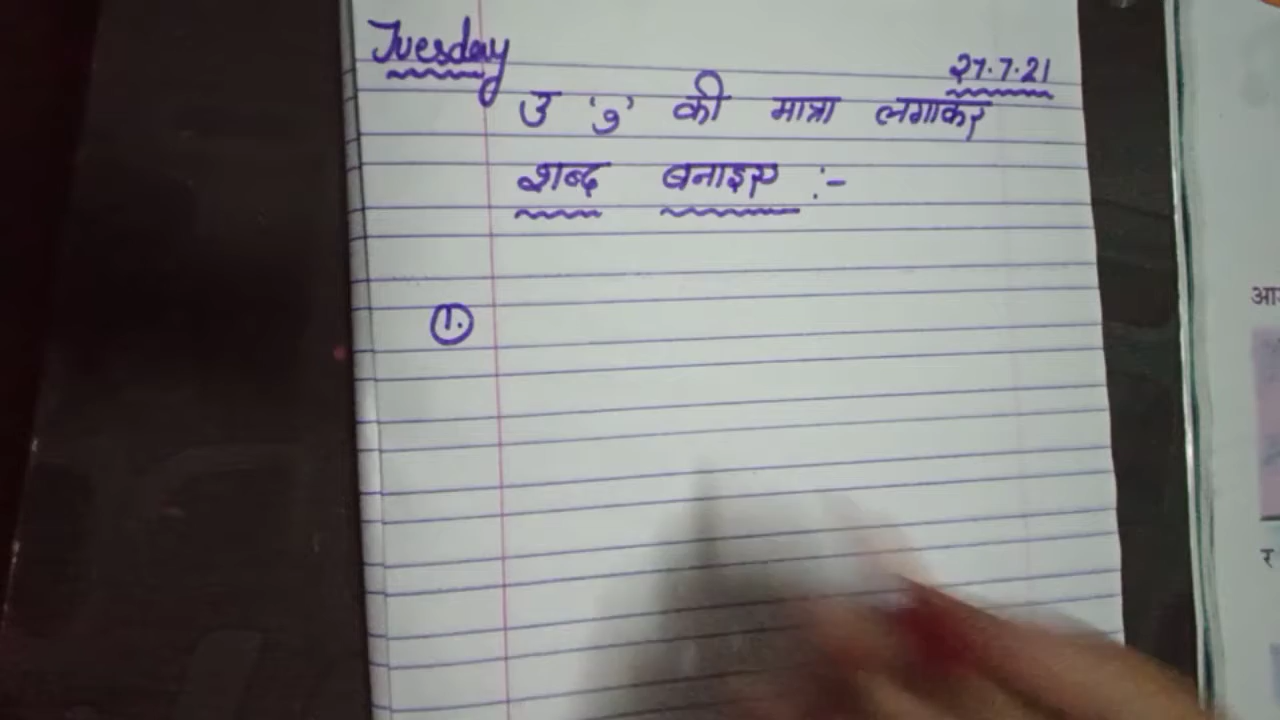 Tuesday
27.7.21
उ 'ु' की मात्रा लगाकर
शब्द बनाइए :-
1.